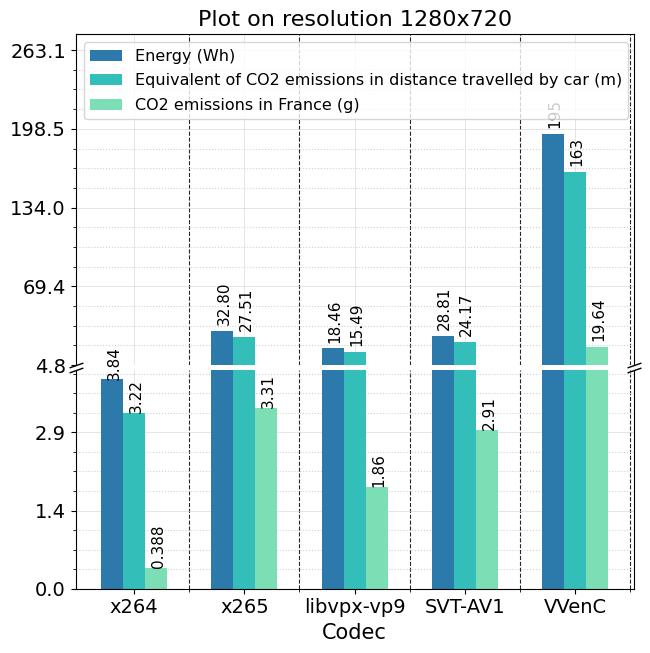 Plot on resolution 1280x720
263.1
198.5
134.0
69.4
4.8
2.9
1.4
0.0
Energy (Wh)
Equivalent of CO2 emissions in distance travelled by car (m)
CO2 emissions in France (g)
3.84
3.22
0.388
32.80
27.51
3.31
18.46
15.49
1.86
28.81
24.17
2.91
195
163
19.64
x264
x265
libvpx-vp9
SVT-AV1
VVenC
Codec